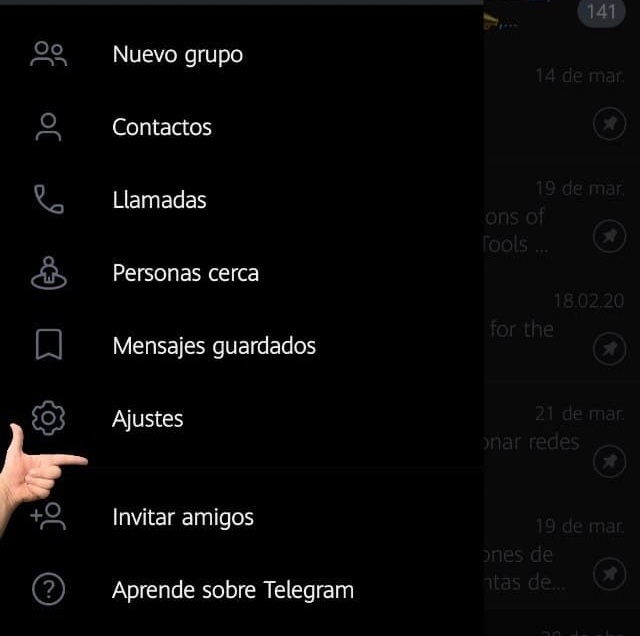 141
,...
Nuevo grupo
14 de mar.
Contactos
Llamadas
19 de mar.
ons of
Tools ...
Personas cerca
18.02.20
for the
Mensajes guardados
Ajustes
21 de mar.
onar redes
Invitar amigos
19 de mar.
ones de
ntas de...
Aprende sobre Telegram